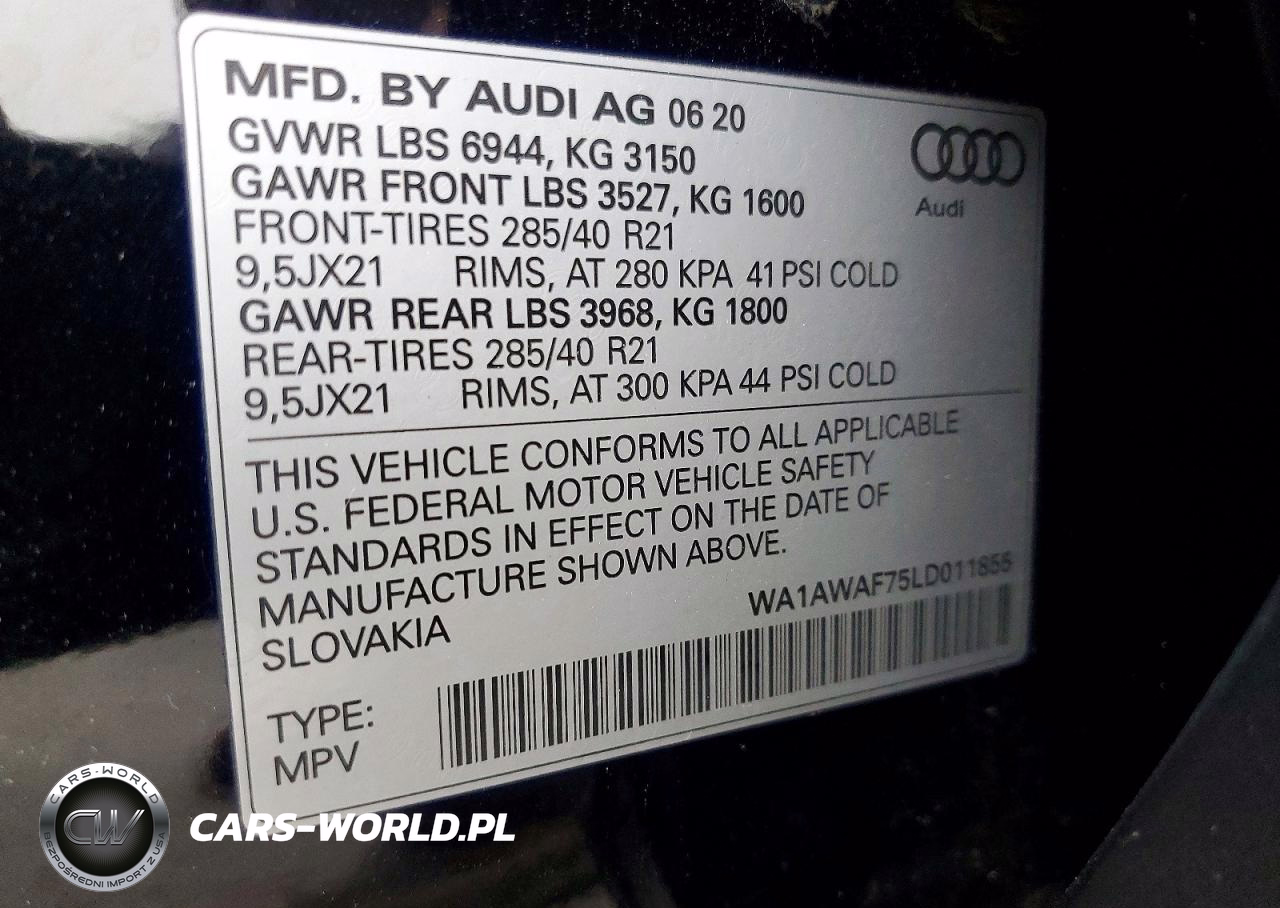 MFD. BY AUDI AG 06 20
GVWR LBS 6944, KG 3150
GAWR FRONT LBS 3527, KG 1600
FRONT-TIRES 285/40 R21
9,5JX21 RIMS, AT 280 KPA 41 PSI COLD
GAWR REAR LBS 3968, KG 1800
REAR-TIRES 285/40 R21
9,5JX21 RIMS, AT 300 KPA 44 PSI COLD
Audi
THIS VEHICLE CONFORMS TO ALL APPLICABLE
U.S. FEDERAL MOTOR VEHICLE SAFETY
STANDARDS IN EFFECT ON THE DATE OF
MANUFACTURE SHOWN ABOVE.
SLOVAKIA
WA1AWAF75LD011855
TYPE:
MPV
CARS-WORLD
CW
BEZPOŚREDNI IMPORT Z USA
CARS-WORLD.PL